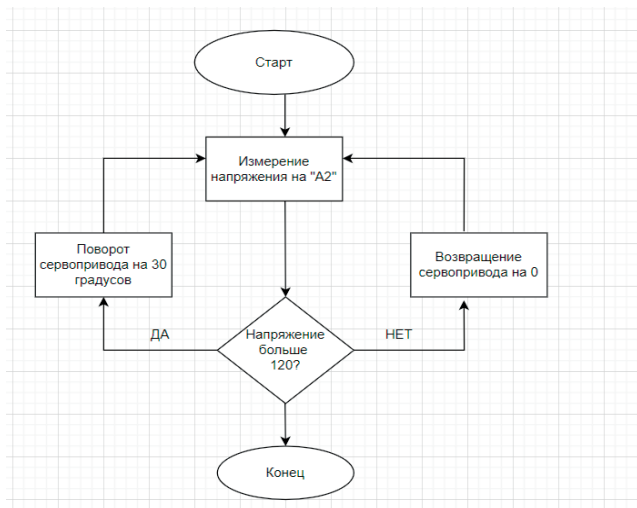 Старт
Измерение
напряжения на "А2"
Поворот
сервопривода на 30
градусов
Возвращение
сервопривода на 0
ДА
Напряжение
больше
120?
НЕТ
Конец